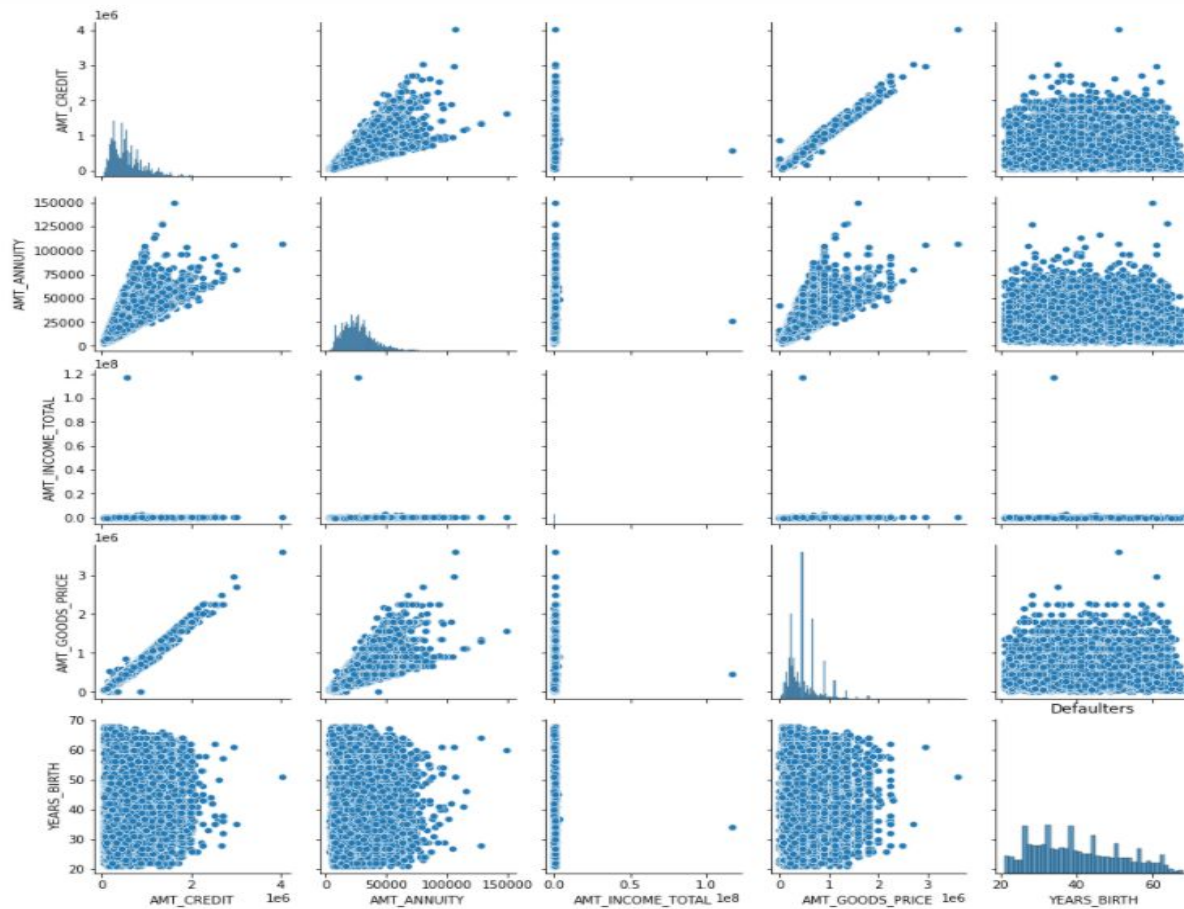 1e6
4
3
2
1
0
AMT_CREDIT
150000
125000
100000
75000
50000
25000
0
AMT_ANNUITY
1e8
1.2
1.0
0.8
0.6
0.4
0.2
0.0
AMT_INCOME_TOTAL
1e6
3
2
1
0
AMT_GOODS_PRICE
Defaulters
70
60
50
40
30
20
YEARS_BIRTH
0 2 4 0 50000 100000 150000 0.0 0.5 1.0 0 1 2 3 20 40 60
AMT_CREDIT 1e6 AMT_ANNUITY AMT_INCOME_TOTAL 1e8 AMT_GOODS_PRICE 1e6 YEARS_BIRTH